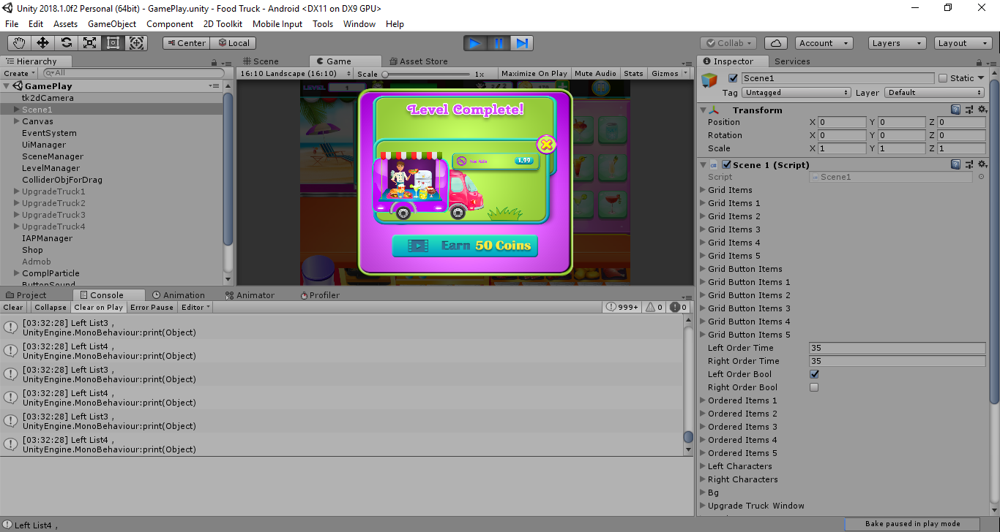 Unity 2018.1.0f2 Personal (64bit) - GamePlay.unity - Food Truck - Android <DX11 on DX9 GPU>
File Edit Assets GameObject Component 2D Toolkit Mobile Input Tools Window Help
Center Local Collab Account Layers Layout
Hierarchy
Create All
GamePlay
tk2dCamera
Scene1
Canvas
EventSystem
UiManager
SceneManager
LevelManager
ColliderObjForDrag
UpgradeTruck1
UpgradeTruck2
UpgradeTruck3
UpgradeTruck4
IAPManager
Shop
Admob
ComplParticle
ButtonSound
Scene Game Asset Store
16:10 Landscape (16:10) Scale 1x Maximize On Play Mute Audio Stats Gizmos
LEVEL 1
Level Complete!
No Ads 1.99
Earn 50 Coins
Project Console Animation Animator Profiler
Clear Collapse Clear on Play Error Pause Editor 999+ 0 0
[03:32:28] Left List3 ,
UnityEngine.MonoBehaviour:print(Object)
[03:32:28] Left List4 ,
UnityEngine.MonoBehaviour:print(Object)
[03:32:28] Left List3 ,
UnityEngine.MonoBehaviour:print(Object)
[03:32:28] Left List4 ,
UnityEngine.MonoBehaviour:print(Object)
[03:32:28] Left List3 ,
UnityEngine.MonoBehaviour:print(Object)
[03:32:28] Left List4 ,
UnityEngine.MonoBehaviour:print(Object)
Left List4 ,
Inspector Services
Scene1 Static
Tag Untagged Layer Default
Transform
Position X 0 Y 0 Z 0
Rotation X 0 Y 0 Z 0
Scale X 1 Y 1 Z 1
Scene 1 (Script)
Script Scene1
Grid Items
Grid Items 1
Grid Items 2
Grid Items 3
Grid Items 4
Grid Items 5
Grid Button Items
Grid Button Items 1
Grid Button Items 2
Grid Button Items 3
Grid Button Items 4
Grid Button Items 5
Left Order Time 35
Right Order Time 35
Left Order Bool
Right Order Bool
Ordered Items 1
Ordered Items 2
Ordered Items 3
Ordered Items 4
Ordered Items 5
Left Characters
Right Characters
Bg
Upgrade Truck Window
Bake paused in play mode